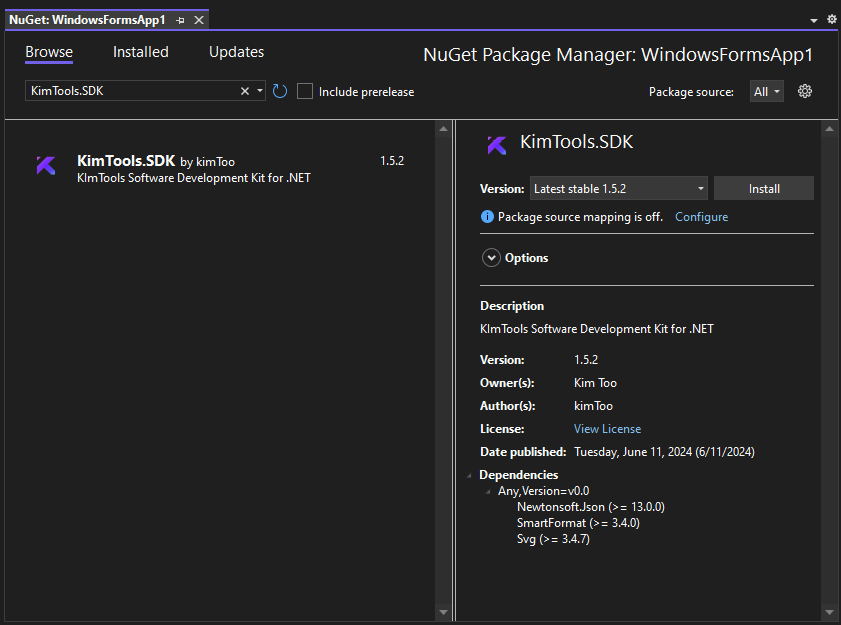 NuGet: WindowsFormsApp1
Browse Installed Updates
NuGet Package Manager: WindowsFormsApp1
KimTools.SDK
Include prerelease
Package source: All
KimTools.SDK by kimToo 1.5.2
KImTools Software Development Kit for .NET
KimTools.SDK
Version: Latest stable 1.5.2 Install
Package source mapping is off. Configure
Options
Description
KImTools Software Development Kit for .NET
Version: 1.5.2
Owner(s): Kim Too
Author(s): kimToo
License: View License
Date published: Tuesday, June 11, 2024 (6/11/2024)
Dependencies
Any,Version=v0.0
Newtonsoft.Json (>= 13.0.0)
SmartFormat (>= 3.4.0)
Svg (>= 3.4.7)